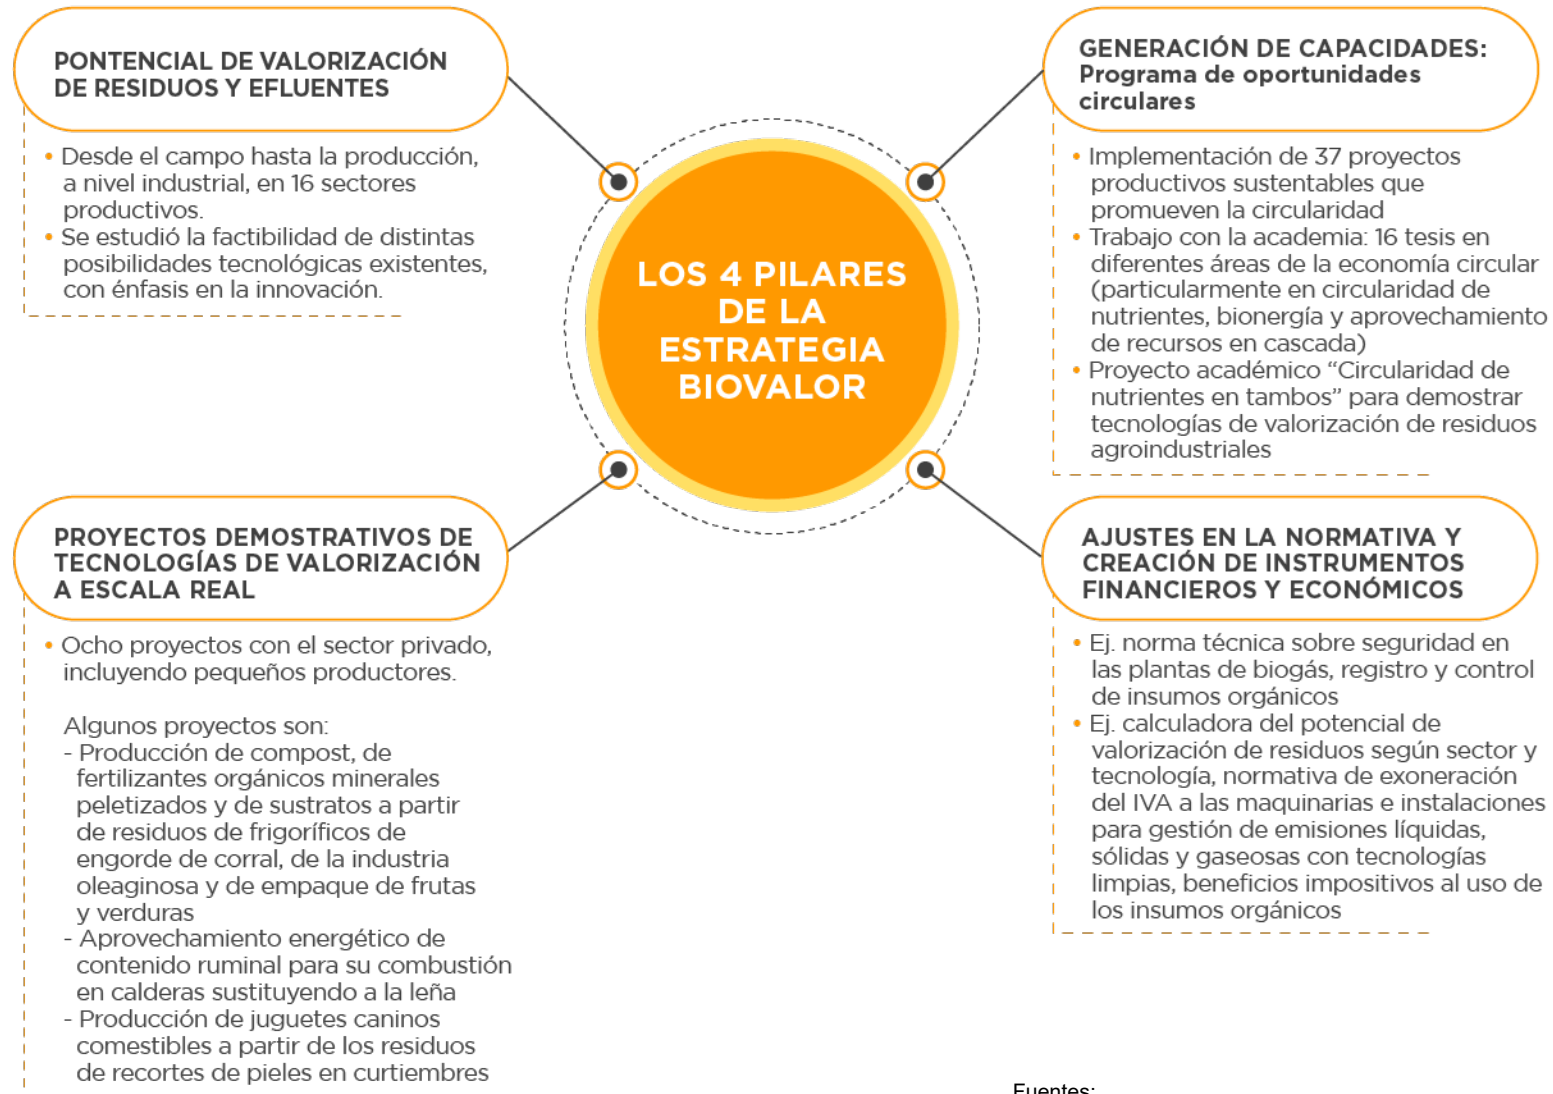 PONTENCIAL DE VALORIZACIÓN
DE RESIDUOS Y EFLUENTES
• Desde el campo hasta la producción,
a nivel industrial, en 16 sectores
productivos.
• Se estudió la factibilidad de distintas
posibilidades tecnológicas existentes,
con énfasis en la innovación.
GENERACIÓN DE CAPACIDADES:
Programa de oportunidades
circulares
• Implementación de 37 proyectos
productivos sustentables que
promueven la circularidad
• Trabajo con la academia: 16 tesis en
diferentes áreas de la economía circular
(particularmente en circularidad de
nutrientes, bionergía y aprovechamiento
de recursos en cascada)
• Proyecto académico “Circularidad de
nutrientes en tambos” para demostrar
tecnologías de valorización de residuos
agroindustriales
LOS 4 PILARES
DE LA
ESTRATEGIA
BIOVALOR
PROYECTOS DEMOSTRATIVOS DE
TECNOLOGÍAS DE VALORIZACIÓN
A ESCALA REAL
• Ocho proyectos con el sector privado,
incluyendo pequeños productores.
Algunos proyectos son:
- Producción de compost, de
fertilizantes orgánicos minerales
peletizados y de sustratos a partir
de residuos de frigoríficos de
engorde de corral, de la industria
oleaginosa y de empaque de frutas
y verduras
- Aprovechamiento energético de
contenido ruminal para su combustión
en calderas sustituyendo a la leña
- Producción de juguetes caninos
comestibles a partir de los residuos
de recortes de pieles en curtiembres
AJUSTES EN LA NORMATIVA Y
CREACIÓN DE INSTRUMENTOS
FINANCIEROS Y ECONÓMICOS
• Ej. norma técnica sobre seguridad en
las plantas de biogás, registro y control
de insumos orgánicos
• Ej. calculadora del potencial de
valorización de residuos según sector y
tecnología, normativa de exoneración
del IVA a las maquinarias e instalaciones
para gestión de emisiones líquidas,
sólidas y gaseosas con tecnologías
limpias, beneficios impositivos al uso de
los insumos orgánicos
Fuentes: